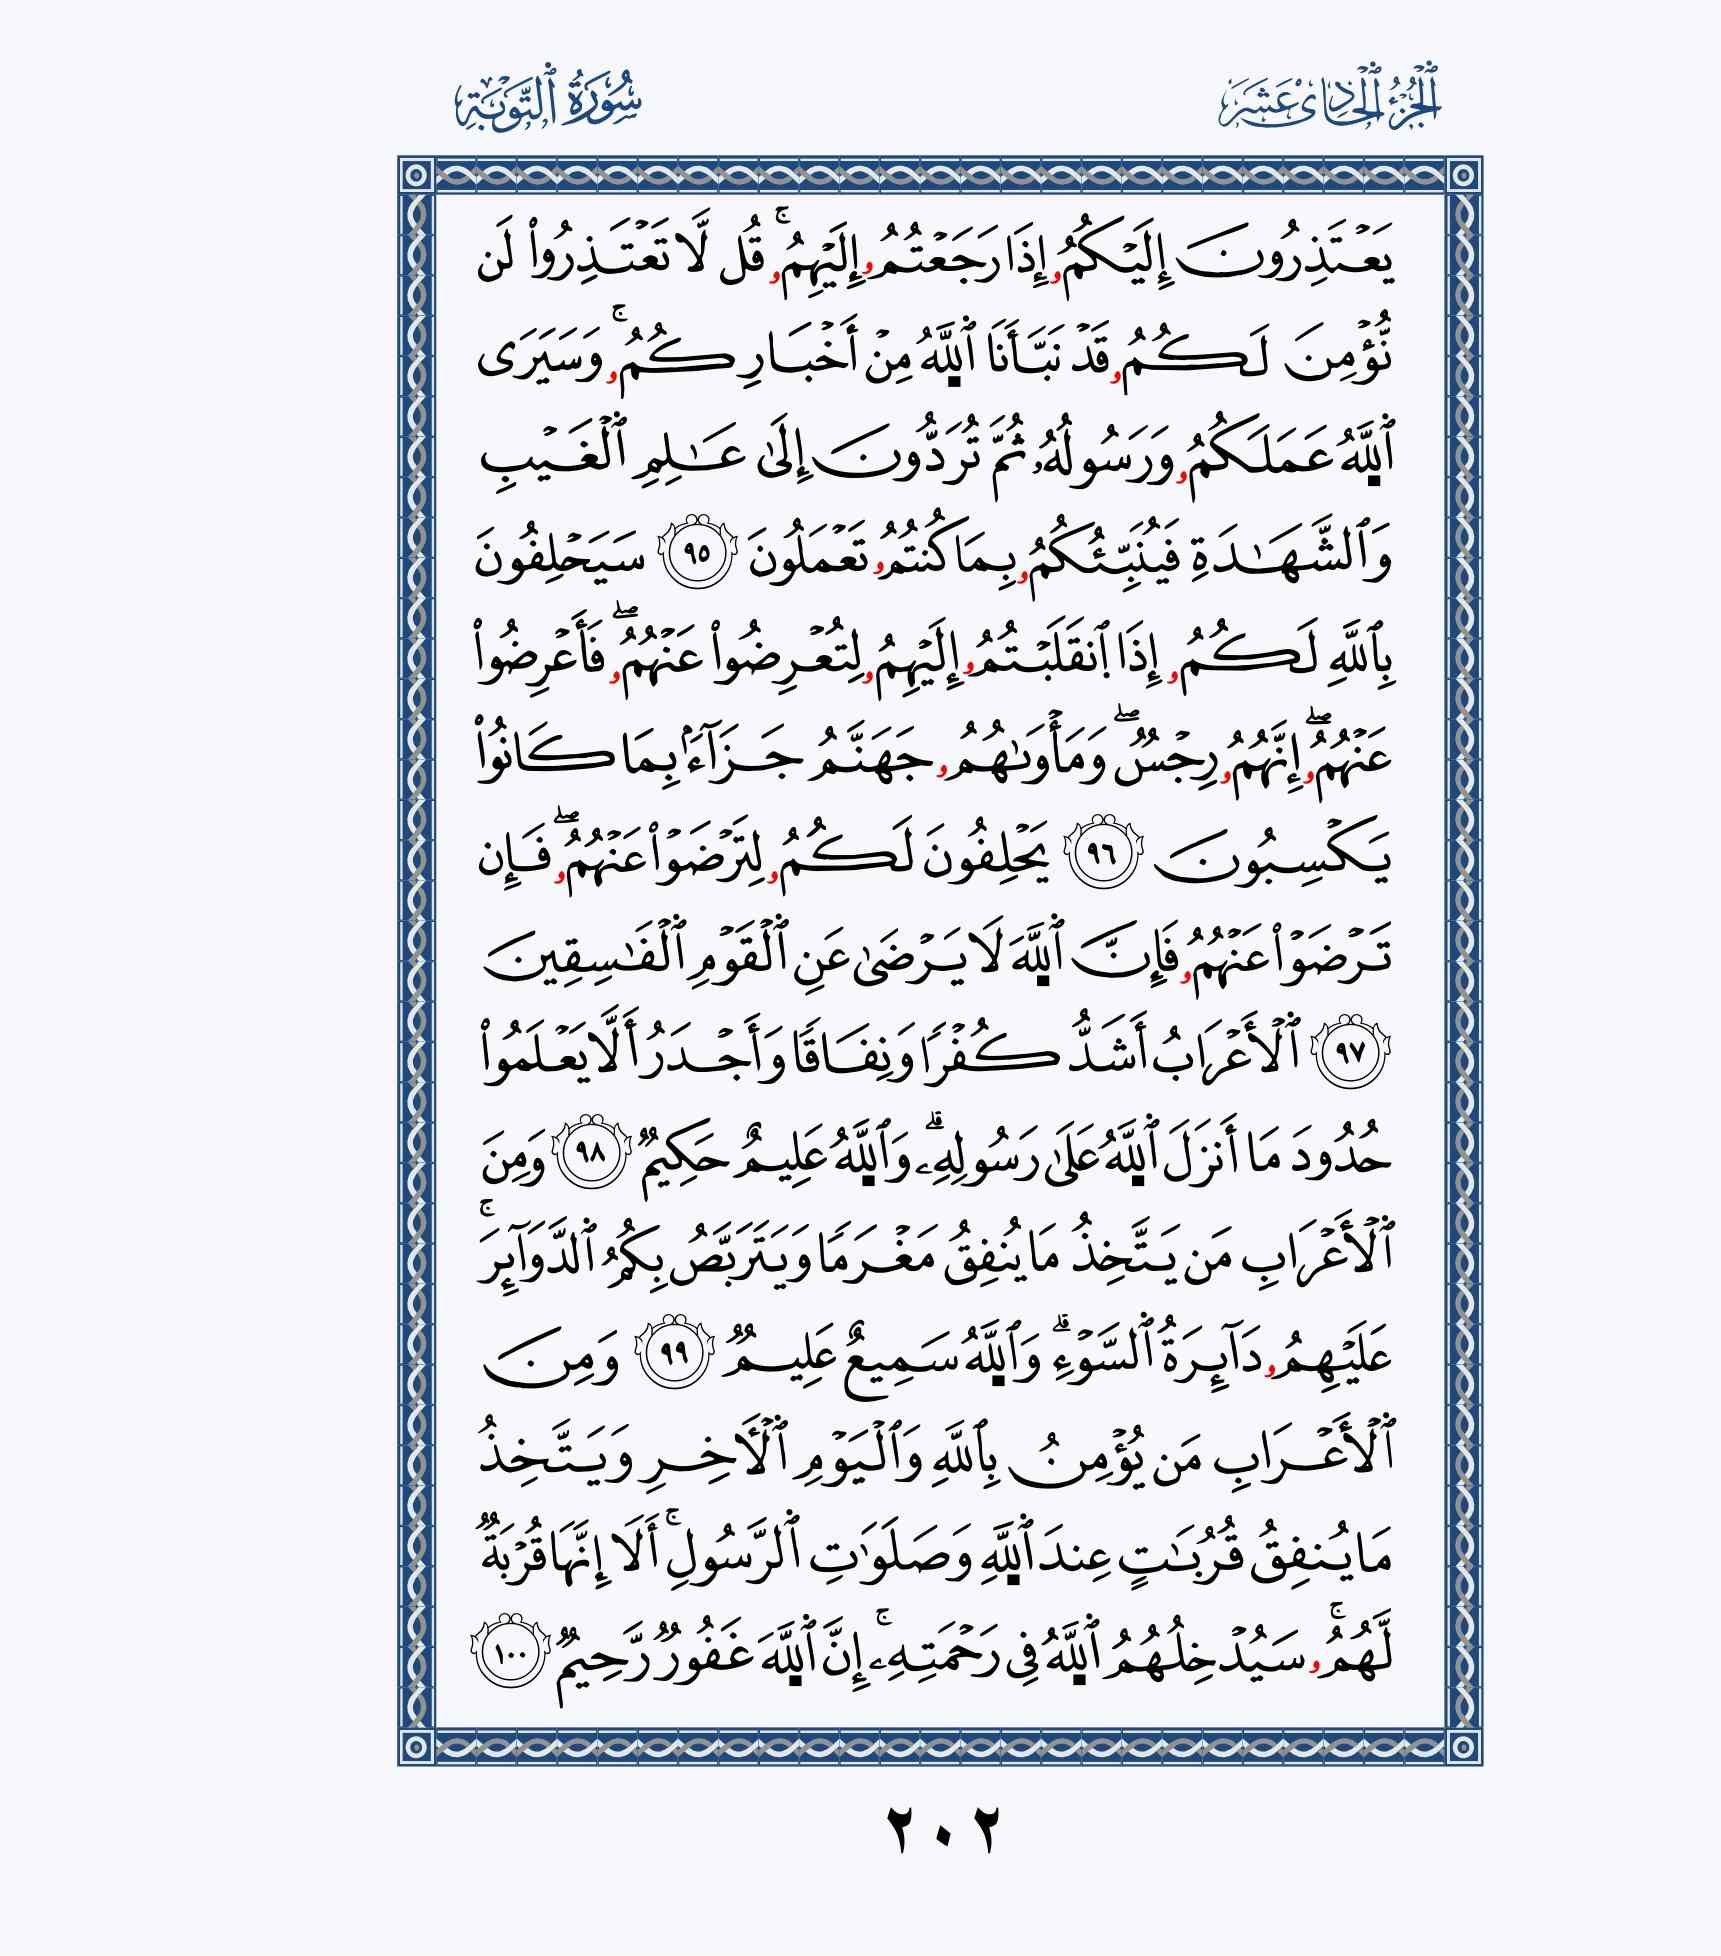 ٱلْجُزْءُ ٱلْحَادِي عَشَرَ
سُورَةُ ٱلتَّوْبَةِ
يَعْتَذِرُونَ إِلَيْكُمُۥ إِذَا رَجَعْتُمُۥ إِلَيْهِمُۥۚ قُل لَّا تَعْتَذِرُوا۟ لَن
نُّؤْمِنَ لَكُمُۥ قَدْ نَبَّأَنَا ٱللَّهُ مِنْ أَخْبَارِكُمُۥۚ وَسَيَرَى
ٱللَّهُ عَمَلَكُمُۥ وَرَسُولُهُۥ ثُمَّ تُرَدُّونَ إِلَىٰ عَـٰلِمِ ٱلْغَيْبِ
وَٱلشَّهَـٰدَةِ فَيُنَبِّئُكُمُۥ بِمَا كُنتُمُۥ تَعْمَلُونَ ٩٥ سَيَحْلِفُونَ
بِٱللَّهِ لَكُمُۥ إِذَا ٱنقَلَبْتُمُۥ إِلَيْهِمُۥ لِتُعْرِضُوا۟ عَنْهُمُۥۖ فَأَعْرِضُوا۟
عَنْهُمُۥۖ إِنَّهُمُۥ رِجْسٌۖ وَمَأْوَىٰهُمُۥ جَهَنَّمُ جَزَآءًۢ بِمَا كَانُوا۟
يَكْسِبُونَ ٩٦ يَحْلِفُونَ لَكُمُۥ لِتَرْضَوْا۟ عَنْهُمُۥۖ فَإِن
تَرْضَوْا۟ عَنْهُمُۥ فَإِنَّ ٱللَّهَ لَا يَرْضَىٰ عَنِ ٱلْقَوْمِ ٱلْفَـٰسِقِينَ
٩٧ ٱلْأَعْرَابُ أَشَدُّ كُفْرًا وَنِفَاقًا وَأَجْدَرُ أَلَّا يَعْلَمُوا۟
حُدُودَ مَا أَنزَلَ ٱللَّهُ عَلَىٰ رَسُولِهِۦۗ وَٱللَّهُ عَلِيمٌ حَكِيمٌ ٩٨ وَمِنَ
ٱلْأَعْرَابِ مَن يَتَّخِذُ مَا يُنفِقُ مَغْرَمًا وَيَتَرَبَّصُ بِكُمُ ٱلدَّوَآئِرَۚ
عَلَيْهِمُۥ دَآئِرَةُ ٱلسَّوْءِۗ وَٱللَّهُ سَمِيعٌ عَلِيمٌ ٩٩ وَمِنَ
ٱلْأَعْرَابِ مَن يُؤْمِنُ بِٱللَّهِ وَٱلْيَوْمِ ٱلْـَٔاخِرِ وَيَتَّخِذُ
مَا يُنفِقُ قُرُبَـٰتٍ عِندَ ٱللَّهِ وَصَلَوَٰتِ ٱلرَّسُولِۚ أَلَا إِنَّهَا قُرْبَةٌ
لَّهُمُۥۚ سَيُدْخِلُهُمُ ٱللَّهُ فِى رَحْمَتِهِۦۚ إِنَّ ٱللَّهَ غَفُورٌ رَّحِيمٌ ١٠٠
٢٠٢